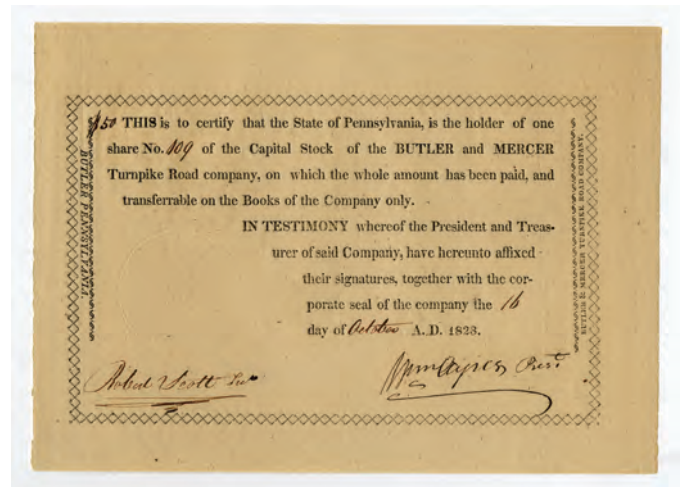 $50 THIS is to certify that the State of Pennsylvania, is the holder of one
share No. 109 of the Capital Stock of the BUTLER and MERCER
Turnpike Road company, on which the whole amount has been paid, and
transferrable on the Books of the Company only.
IN TESTIMONY whereof the President and Treas-
urer of said Company, have hereunto affixed
their signatures, together with the cor-
porate seal of the company the 16
day of October A.D. 1823.
Robert Scott
Wm Ayres Prest
BUTLER PENNSYLVANIA.
BUTLER & MERCER TURNPIKE ROAD COMPANY.